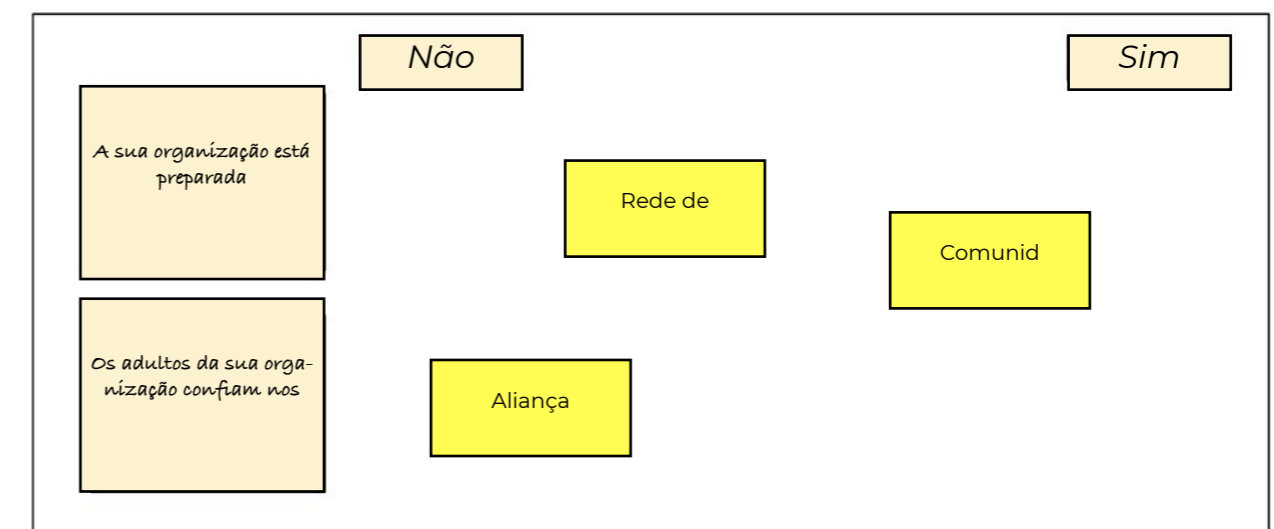 Não
Sim
A sua organização está
preparada
Rede de
Comunid
Os adultos da sua orga-
nização confiam nos
Aliança